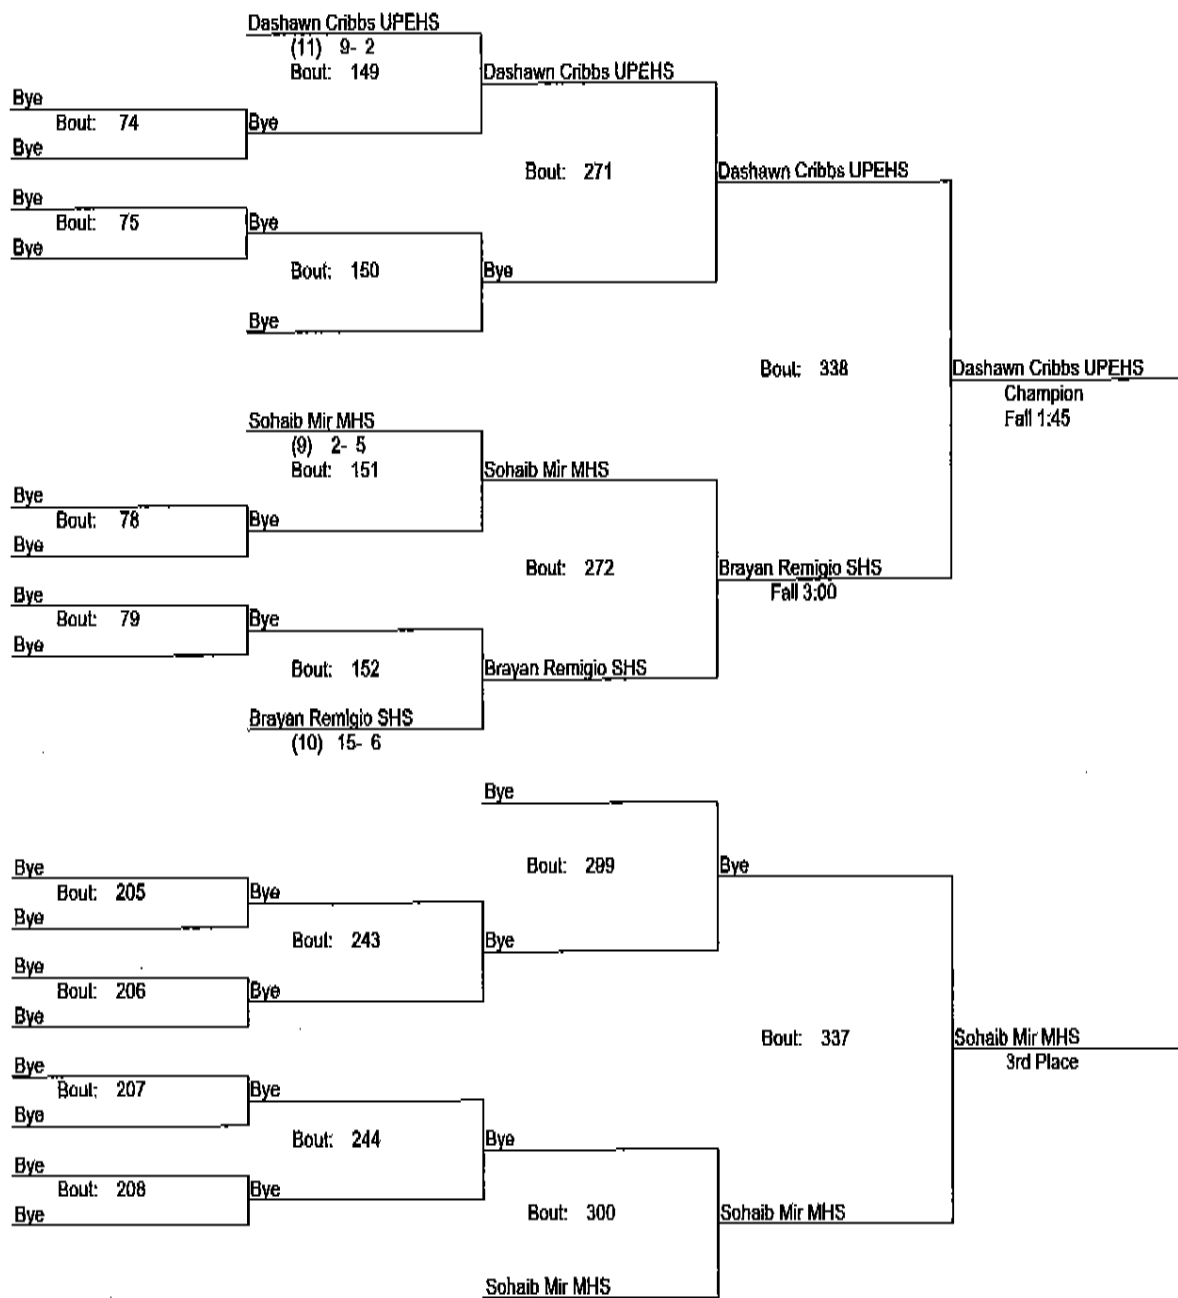 Dashawn Cribbs UPEHS
(11) 9- 2
Bout: 149
Dashawn Cribbs UPEHS
Bye
Bout: 74
Bye
Bye
Bout: 271
Dashawn Cribbs UPEHS
Bye
Bout: 75
Bye
Bye
Bout: 150
Bye
Bye
Bout: 338
Dashawn Cribbs UPEHS
Champion
Fall 1:45
Sohaib Mir MHS
(9) 2- 5
Bout: 151
Sohaib Mir MHS
Bye
Bout: 78
Bye
Bye
Bout: 272
Brayan Remigio SHS
Fall 3:00
Bye
Bout: 79
Bye
Bye
Bout: 152
Brayan Remigio SHS
Brayan Remigio SHS
(10) 15- 6
Bye
Bout: 299
Bye
Bye
Bout: 205
Bye
Bye
Bout: 243
Bye
Bye
Bout: 206
Bye
Bye
Bout: 337
Sohaib Mir MHS
3rd Place
Bye
Bout: 207
Bye
Bye
Bout: 244
Bye
Bye
Bout: 208
Bye
Bye
Bout: 300
Sohaib Mir MHS
Sohaib Mir MHS